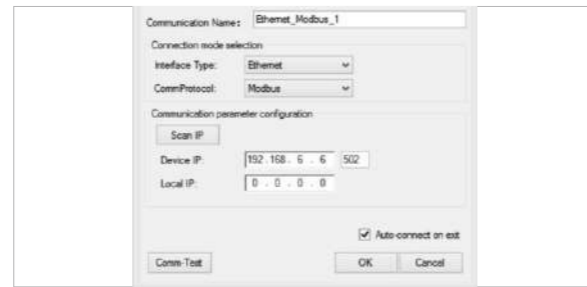 Communication Name: Ethernet_Modbus_1
Connection mode selection
Interface Type: Ethernet
CommProtocol: Modbus
Communication parameter configuration
Scan IP
Device IP: 192 . 168 . 6 . 6 502
Local IP: 0 . 0 . 0 . 0
Auto-connect on exit
Comm-Test OK Cancel